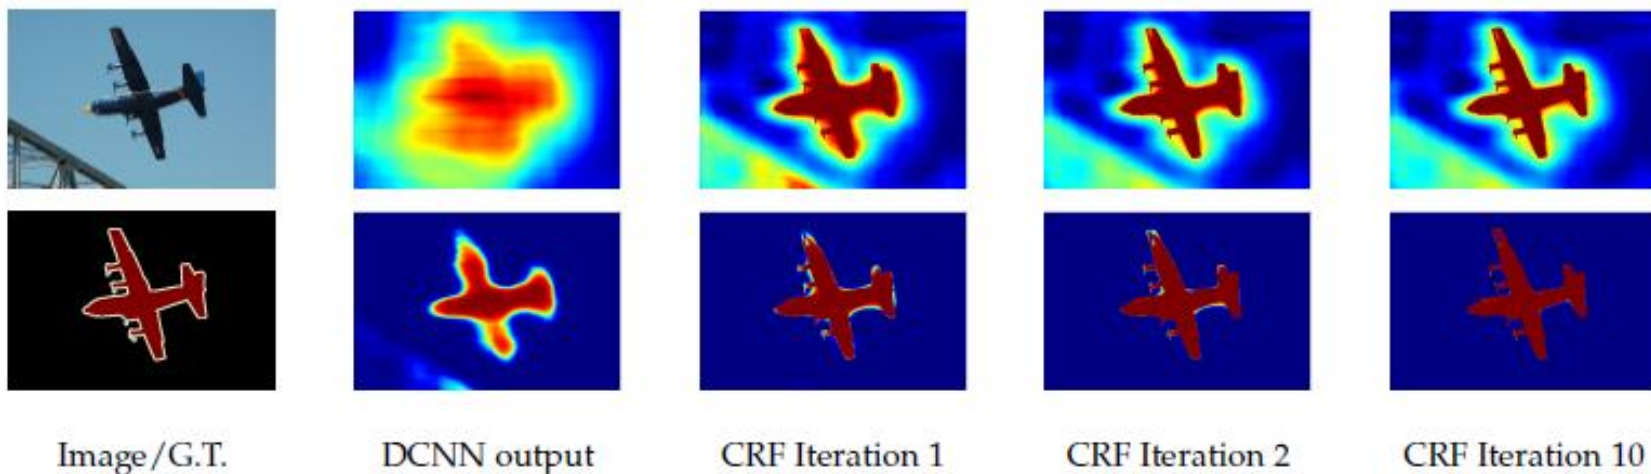 Image/G.T.
DCNN output
CRF Iteration 1
CRF Iteration 2
CRF Iteration 10